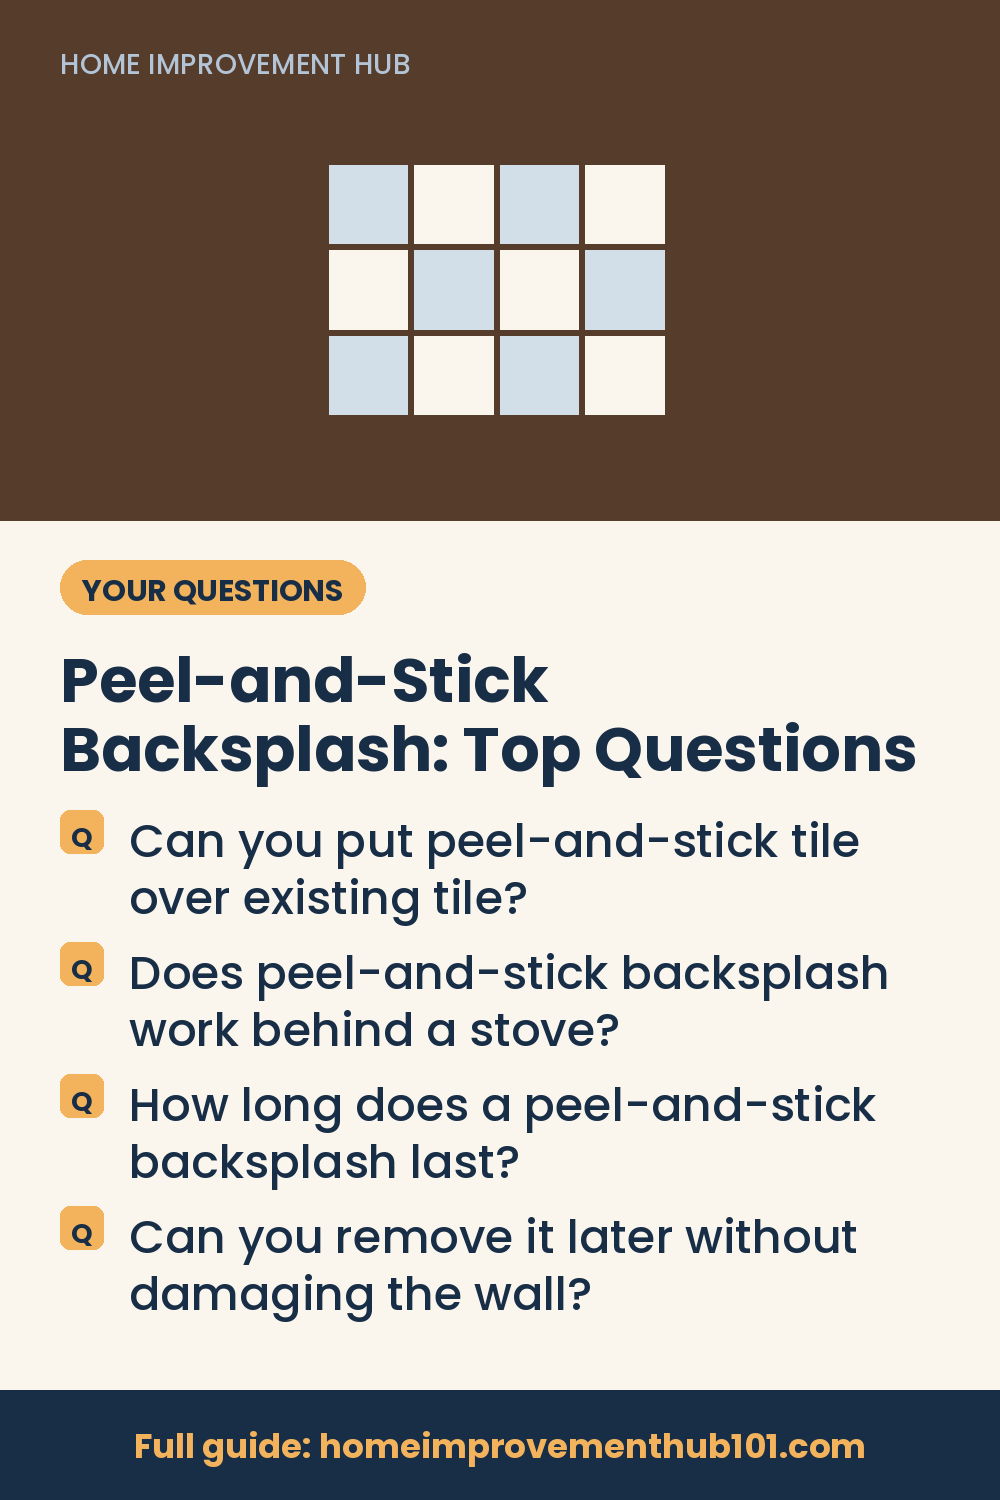 HOME IMPROVEMENT HUB
YOUR QUESTIONS
Peel-and-Stick
Backsplash: Top Questions
Q Can you put peel-and-stick tile
over existing tile?
Q Does peel-and-stick backsplash
work behind a stove?
Q How long does a peel-and-stick
backsplash last?
Q Can you remove it later without
damaging the wall?
Full guide: homeimprovementhub101.com